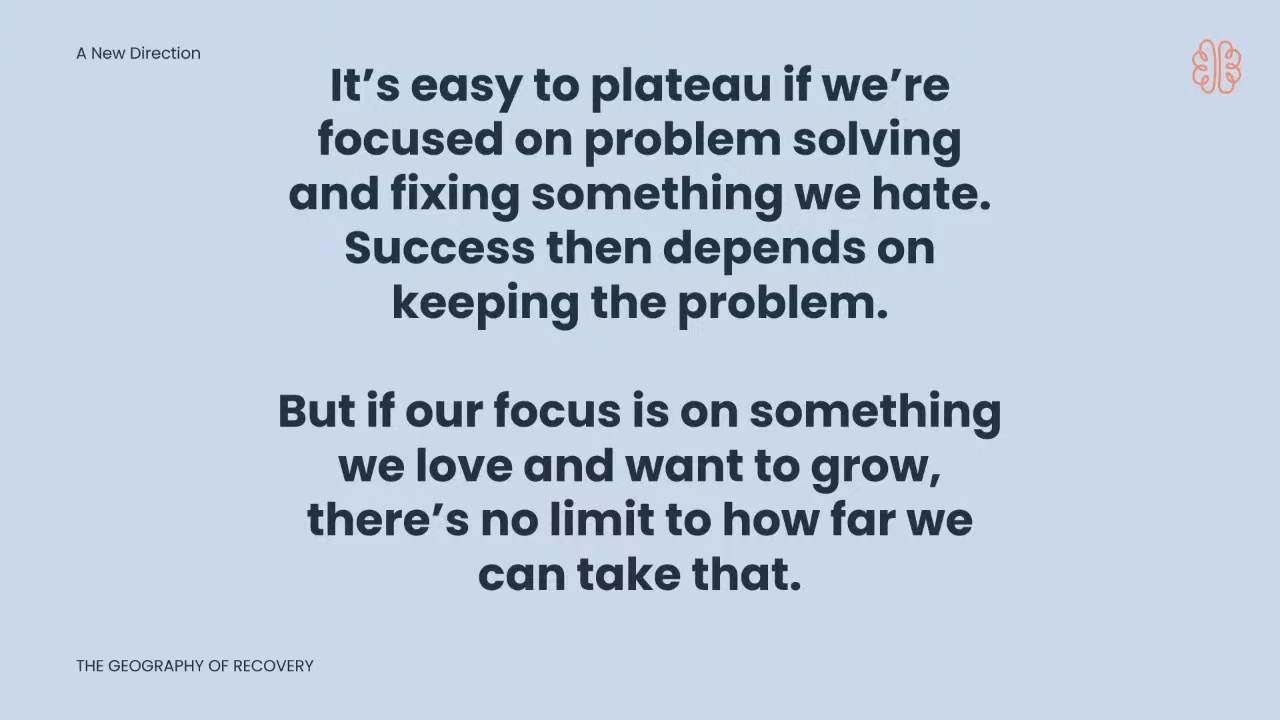 A New Direction
It’s easy to plateau if we’re
focused on problem solving
and fixing something we hate.
Success then depends on
keeping the problem.
But if our focus is on something
we love and want to grow,
there’s no limit to how far we
can take that.
THE GEOGRAPHY OF RECOVERY